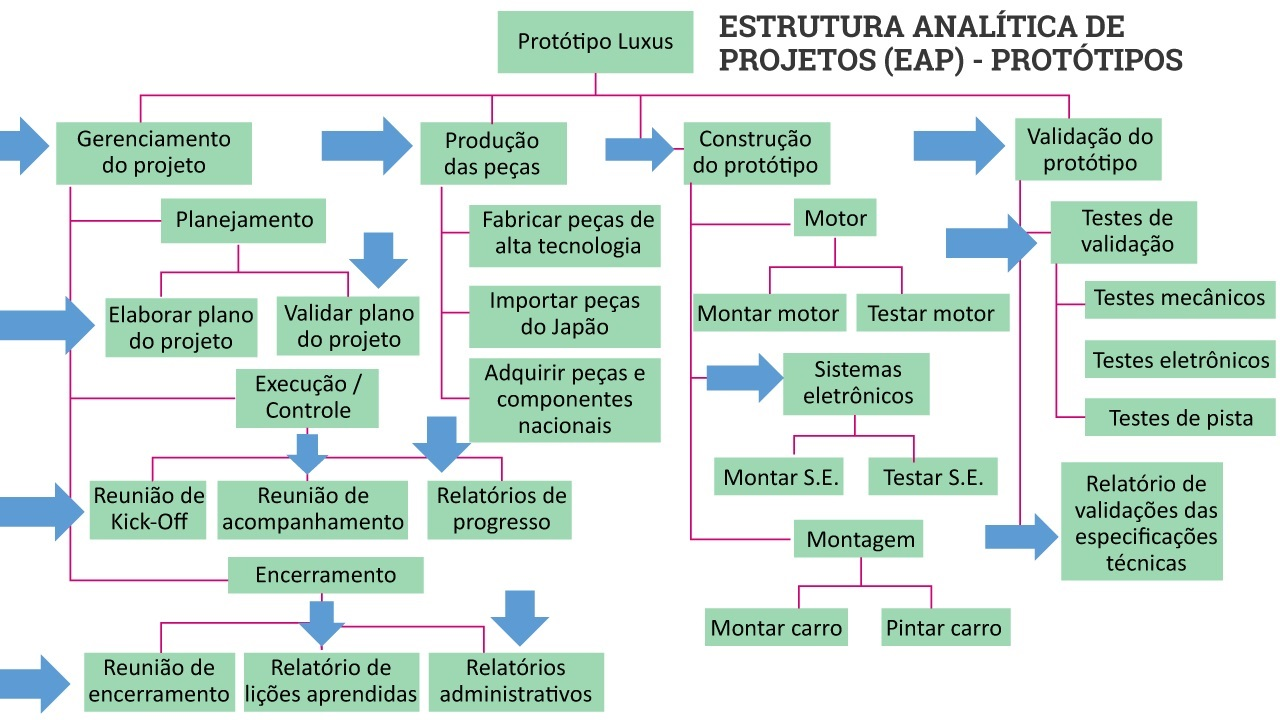 Protótipo Luxus
ESTRUTURA ANALÍTICA DE
PROJETOS (EAP) - PROTÓTIPOS
Gerenciamento
do projeto
Planejamento
Elaborar plano
do projeto
Validar plano
do projeto
Execução /
Controle
Reunião de
Kick-Off
Reunião de
acompanhamento
Relatórios de
progresso
Encerramento
Reunião de
encerramento
Relatório de
lições aprendidas
Relatórios
administrativos
Produção
das peças
Fabricar peças de
alta tecnologia
Importar peças
do Japão
Adquirir peças e
componentes
nacionais
Construção
do protótipo
Motor
Montar motor
Testar motor
Sistemas
eletrônicos
Montar S.E.
Testar S.E.
Montagem
Montar carro
Pintar carro
Validação do
protótipo
Testes de
validação
Testes mecânicos
Testes eletrônicos
Testes de pista
Relatório de
validações das
especificações
técnicas